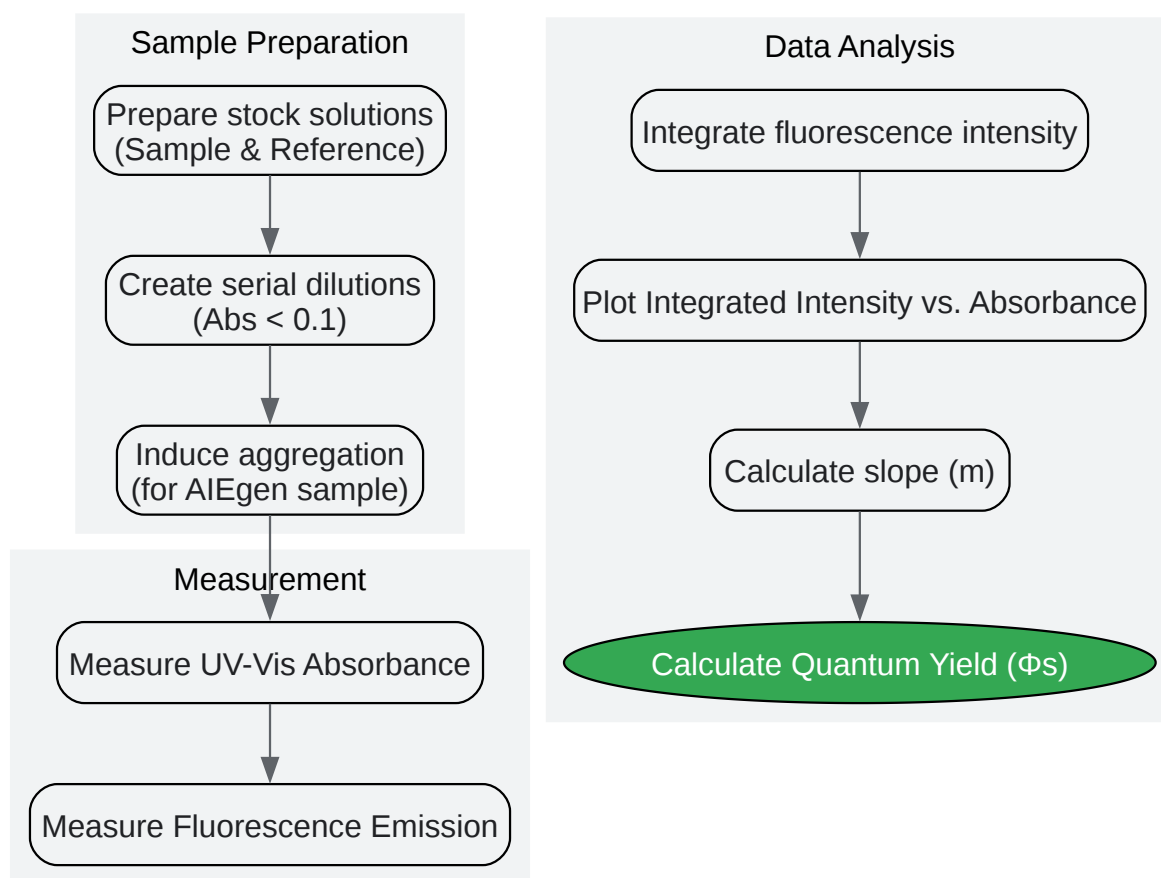 Sample Preparation
Prepare stock solutions
(Sample & Reference)
Create serial dilutions
(Abs < 0.1)
Induce aggregation
(for AIEgen sample)
Measurement
Measure UV-Vis Absorbance
Measure Fluorescence Emission
Data Analysis
Integrate fluorescence intensity
Plot Integrated Intensity vs. Absorbance
Calculate slope (m)
Calculate Quantum Yield (Φs)